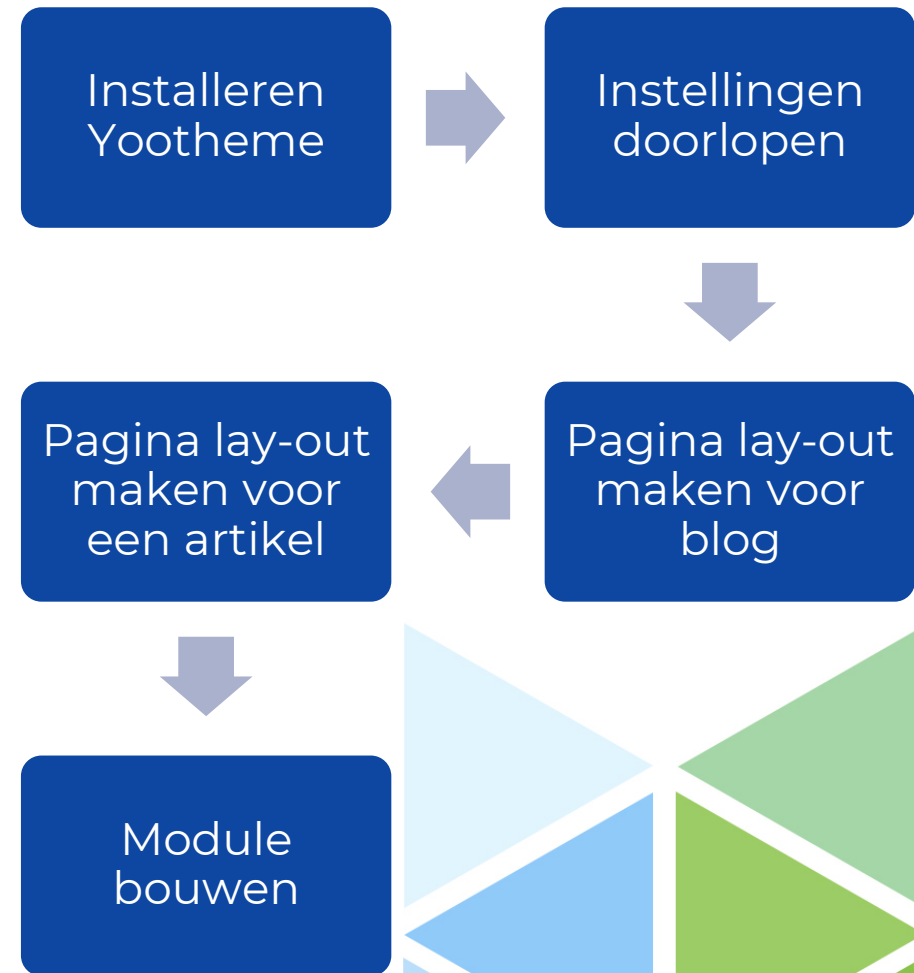 Installeren
Yootheme
Instellingen
doorlopen
Pagina lay-out
maken voor
blog
Pagina lay-out
maken voor
een artikel
Module
bouwen